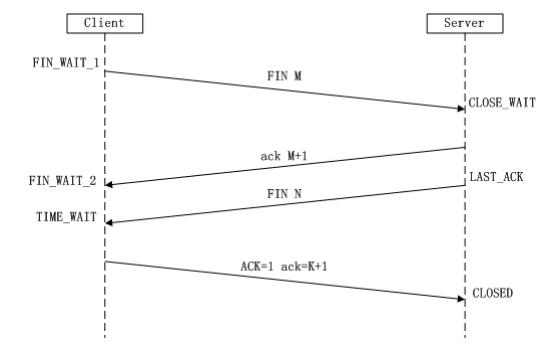 Client
Server
FIN_WAIT_1
FIN M
CLOSE_WAIT
ack M+1
FIN_WAIT_2
LAST_ACK
FIN N
TIME_WAIT
ACK=1 ack=K+1
CLOSED